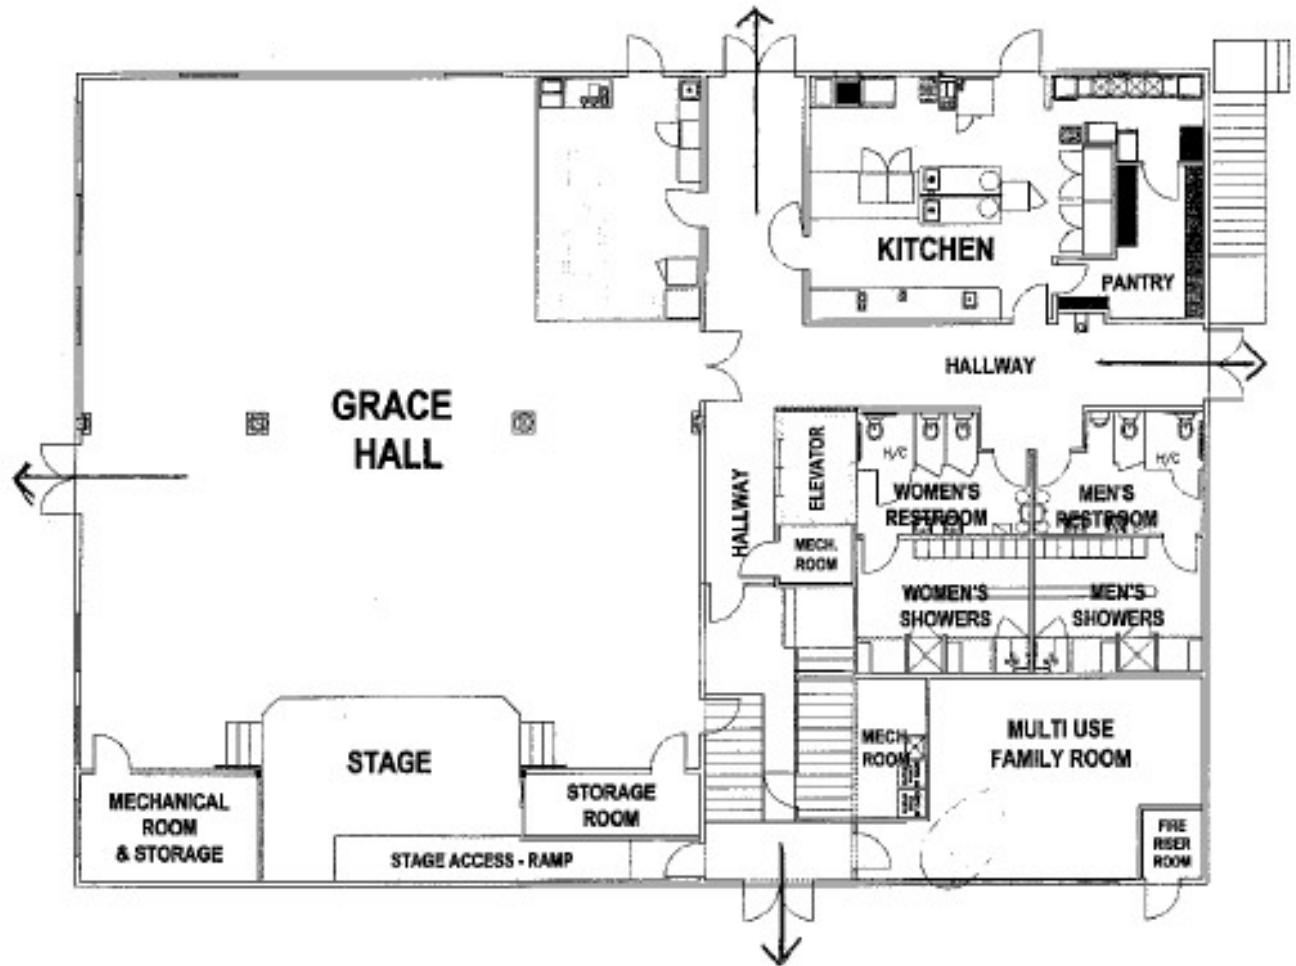 KITCHEN
PANTRY
HALLWAY
GRACE
HALL
ELEVATOR
HALLWAY
H/C
H/C
WOMEN'S
RESTROOM
MEN'S
RESTROOM
MECH.
ROOM
WOMEN'S
SHOWERS
MEN'S
SHOWERS
STAGE
MECH.
ROOM
MULTI USE
FAMILY ROOM
MECHANICAL
ROOM
& STORAGE
STORAGE
ROOM
STAGE ACCESS - RAMP
FIRE
RISER
ROOM